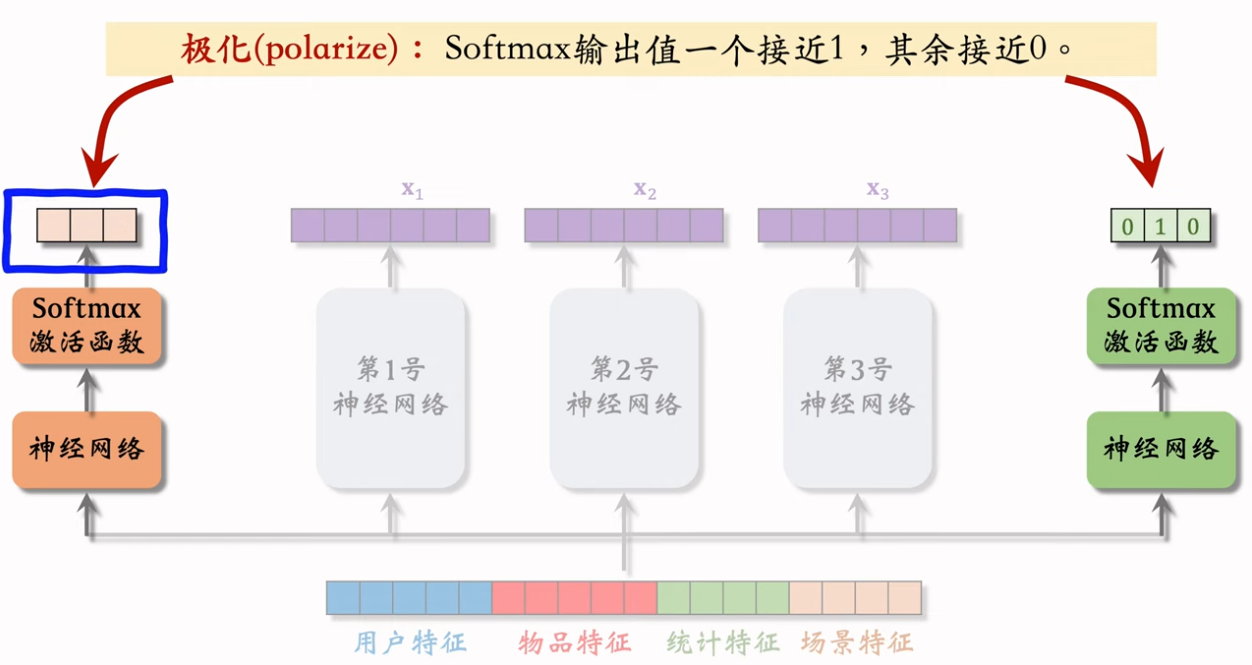 极化(polarize)： Softmax输出值一个接近1，其余接近0。
x₁
x₂
x₃
0 1 0
Softmax
激活函数
神经网络
第1号
神经网络
第2号
神经网络
第3号
神经网络
Softmax
激活函数
神经网络
用户特征 物品特征 统计特征 场景特征